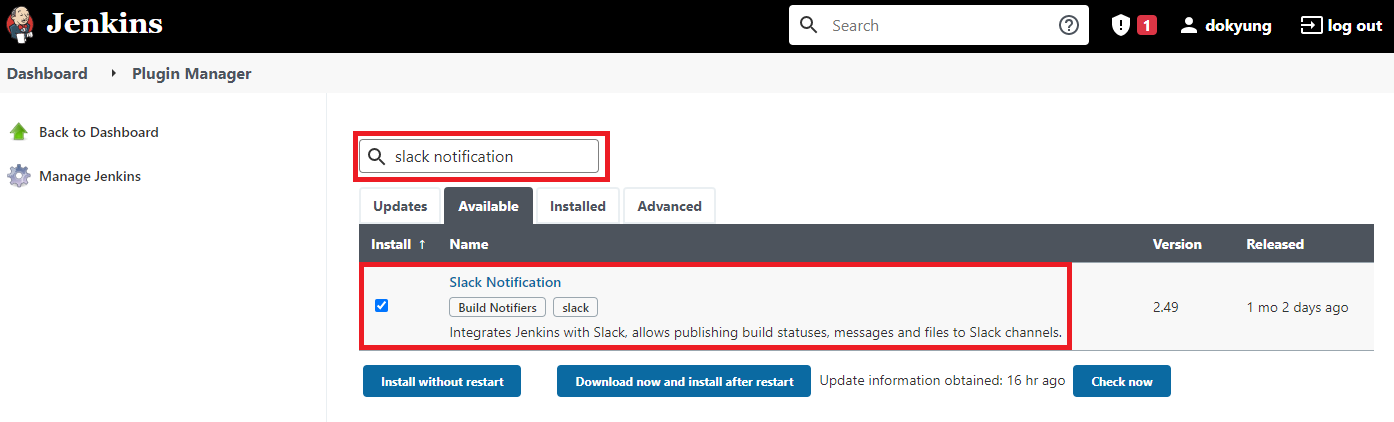 Jenkins
Search
1
dokyung
log out
Dashboard
Plugin Manager
Back to Dashboard
Manage Jenkins
slack notification
Updates
Available
Installed
Advanced
Install ↑
Name
Version
Released
Slack Notification
Build Notifiers
slack
Integrates Jenkins with Slack, allows publishing build statuses, messages and files to Slack channels.
2.49
1 mo 2 days ago
Install without restart
Download now and install after restart
Update information obtained: 16 hr ago
Check now